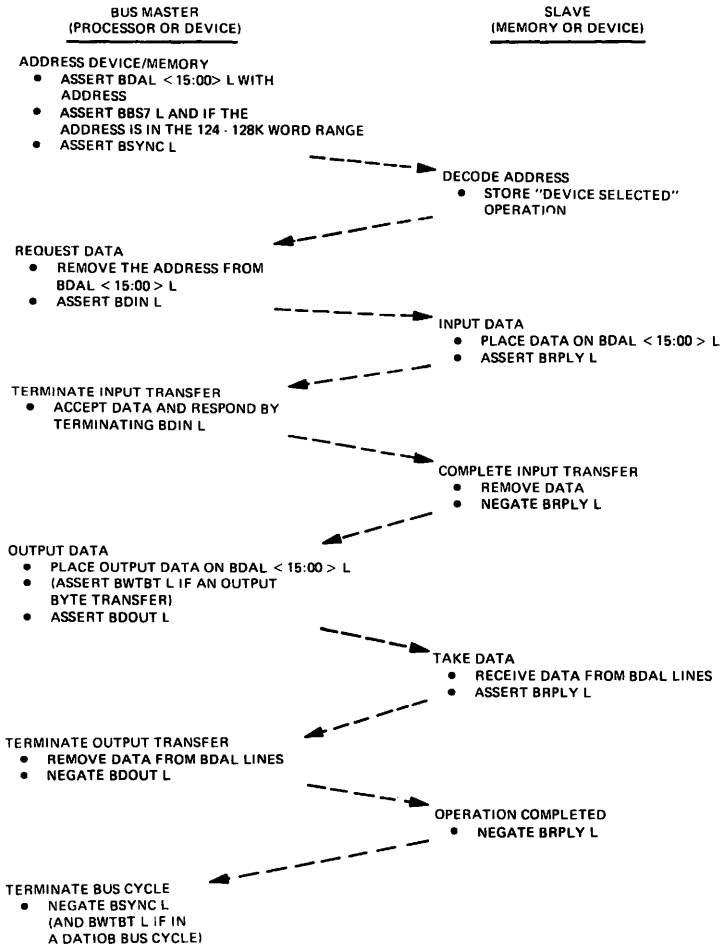 BUS MASTER
(PROCESSOR OR DEVICE)
SLAVE
(MEMORY OR DEVICE)
ADDRESS DEVICE/MEMORY
● ASSERT BDAL < 15:00> L WITH
ADDRESS
● ASSERT BBS7 L AND IF THE
ADDRESS IS IN THE 124 - 128K WORD RANGE
● ASSERT BSYNC L
DECODE ADDRESS
● STORE "DEVICE SELECTED"
OPERATION
REQUEST DATA
● REMOVE THE ADDRESS FROM
BDAL < 15:00 > L
● ASSERT BDIN L
INPUT DATA
● PLACE DATA ON BDAL < 15:00 > L
● ASSERT BRPLY L
TERMINATE INPUT TRANSFER
● ACCEPT DATA AND RESPOND BY
TERMINATING BDIN L
COMPLETE INPUT TRANSFER
● REMOVE DATA
● NEGATE BRPLY L
OUTPUT DATA
● PLACE OUTPUT DATA ON BDAL < 15:00 > L
● (ASSERT BWTBT L IF AN OUTPUT
BYTE TRANSFER)
● ASSERT BDOUT L
TAKE DATA
● RECEIVE DATA FROM BDAL LINES
● ASSERT BRPLY L
TERMINATE OUTPUT TRANSFER
● REMOVE DATA FROM BDAL LINES
● NEGATE BDOUT L
OPERATION COMPLETED
● NEGATE BRPLY L
TERMINATE BUS CYCLE
● NEGATE BSYNC L
(AND BWTBT L IF IN
A DATIOB BUS CYCLE)